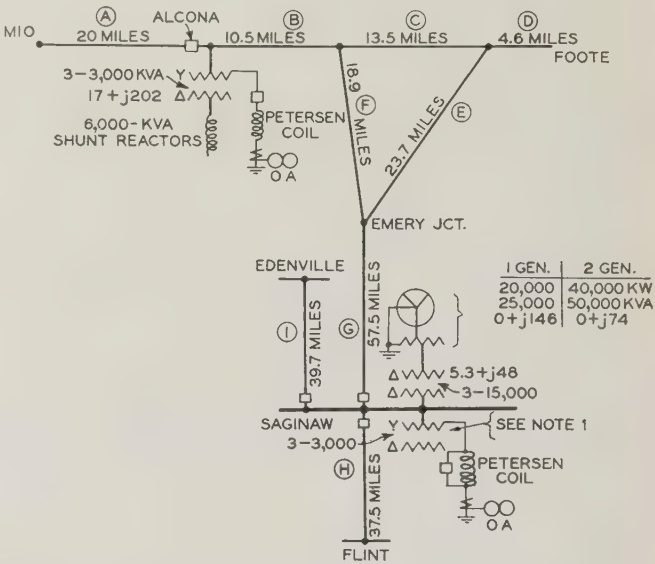 MIO
A
ALCONA
B
C
D
20 MILES
10.5 MILES
13.5 MILES
4.6 MILES
FOOTE
3-3,000 KVA
Y
17 + j202
Δ
6,000-KVA
SHUNT REACTORS
PETERSEN
COIL
O A
18.9
F
MILES
23.7 MILES
E
EMERY JCT.
EDENVILLE
1 GEN.
2 GEN.
20,000
40,000 KW
25,000
50,000 KVA
0 + j146
0 + j74
I
39.7 MILES
G
57.5 MILES
Δ
5.3 + j48
Δ
3-15,000
SAGINAW
Y
SEE NOTE 1
3-3,000
Δ
H
37.5 MILES
PETERSEN
COIL
O A
FLINT